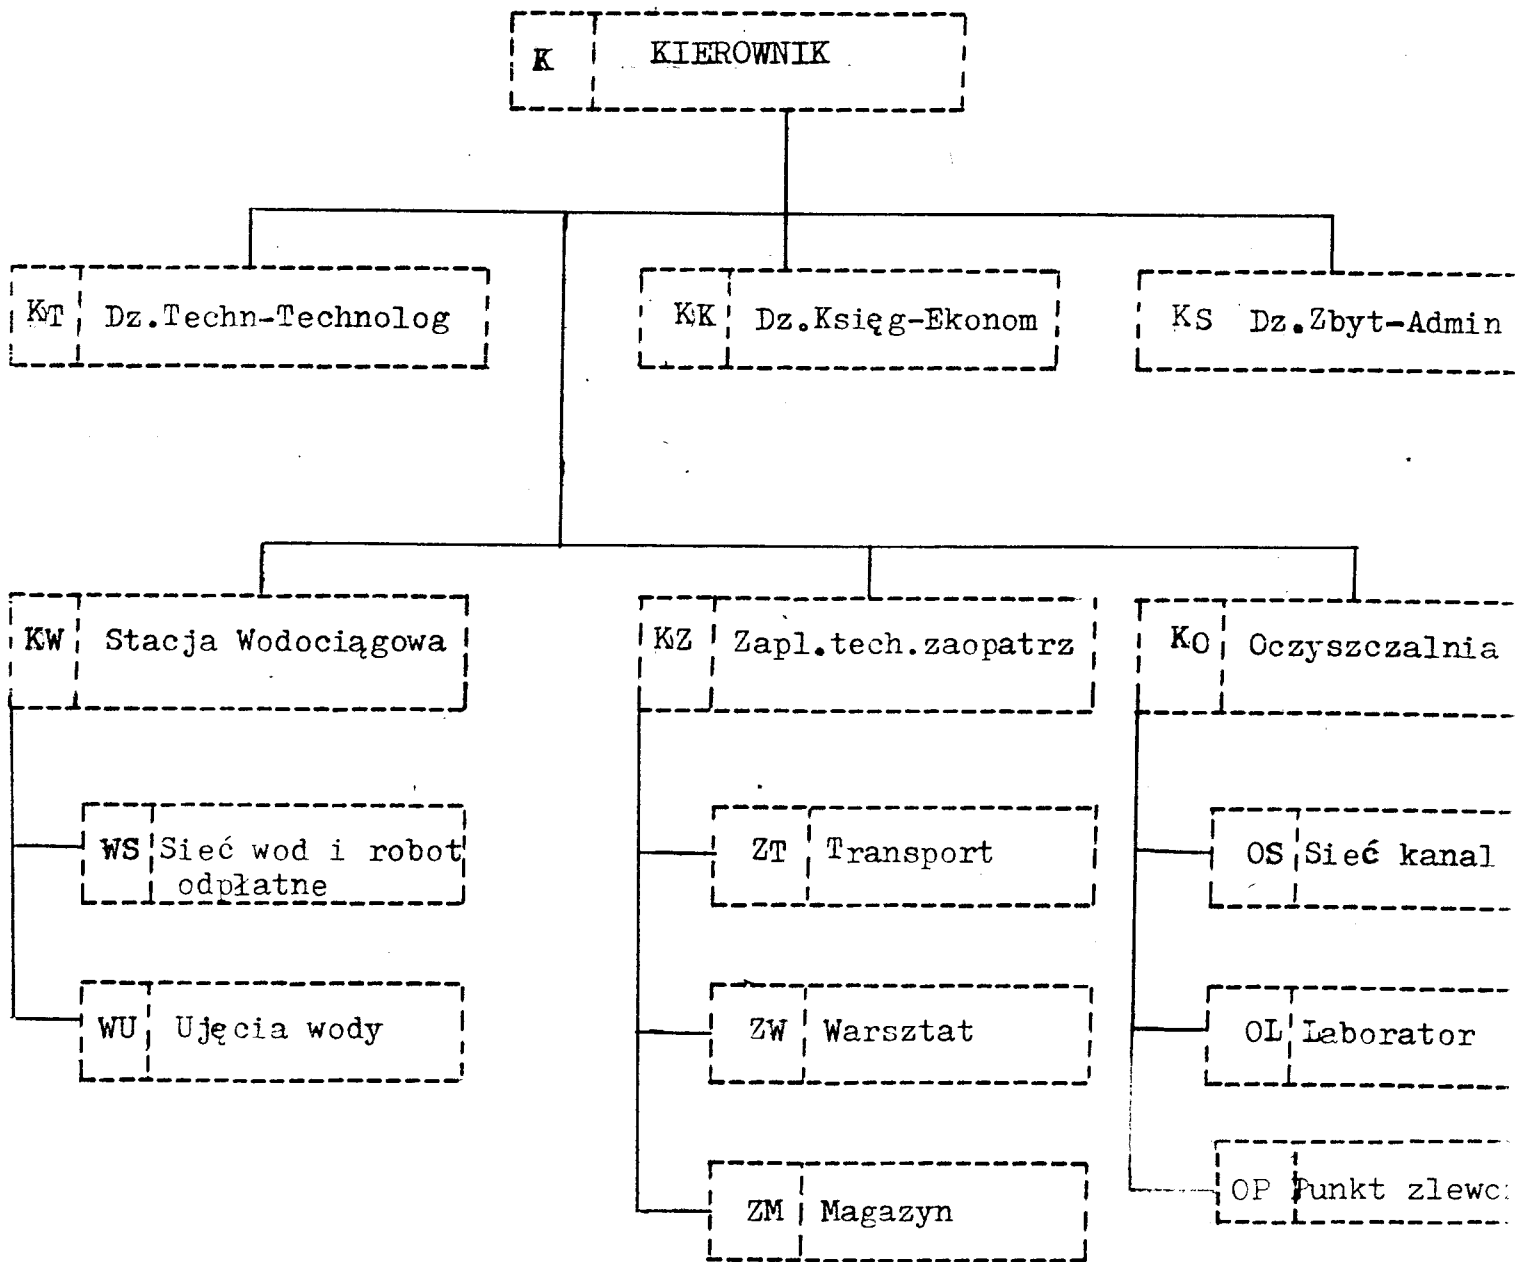 K KIEROWNIK
KT Dz.Techn-Technolog
KK Dz.Księg-Ekonom
KS Dz.Zbyt-Admin
KW Stacja Wodociągowa
KZ Zapl.tech.zaopatrz
KO Oczyszczalnia
WS Sieć wod i robot
odpłatne
ZT Transport
OS Sieć kanal
WU Ujęcia wody
ZW Warsztat
OL Laborator
ZM Magazyn
OP Punkt